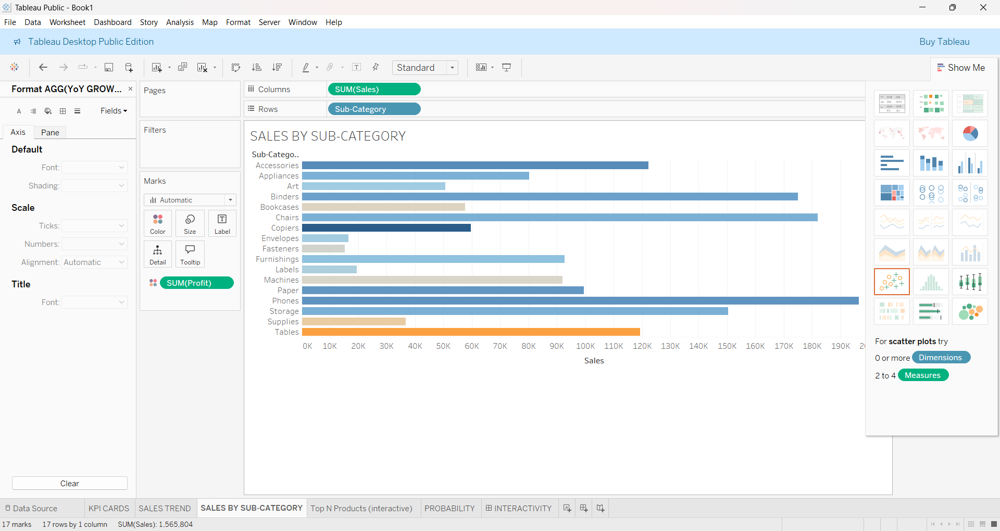 Tableau Public - Book1
File Data Worksheet Dashboard Story Analysis Map Format Server Window Help
Tableau Desktop Public Edition
Buy Tableau
Standard
Show Me
Format AGG(YoY GROW...
Fields
Axis Pane
Default
Font:
Shading:
Scale
Ticks:
Numbers:
Alignment: Automatic
Title
Font:
Clear
Pages
Filters
Marks
Automatic
Color Size Label
Detail Tooltip
SUM(Profit)
Columns SUM(Sales)
Rows Sub-Category
SALES BY SUB-CATEGORY
Sub-Catego..
Accessories
Appliances
Art
Binders
Bookcases
Chairs
Copiers
Envelopes
Fasteners
Furnishings
Labels
Machines
Paper
Phones
Storage
Supplies
Tables
0K 10K 20K 30K 40K 50K 60K 70K 80K 90K 100K 110K 120K 130K 140K 150K 160K 170K 180K 190K
Sales
For scatter plots try
0 or more Dimensions
2 to 4 Measures
Data Source KPI CARDS SALES TREND SALES BY SUB-CATEGORY Top N Products (interactive) PROBABILITY INTERACTIVITY
17 marks 17 rows by 1 column SUM(Sales): 1,565,804